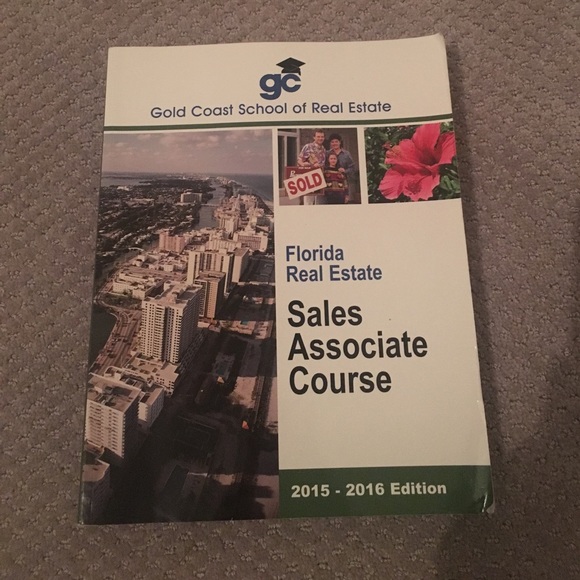 gc
Gold Coast School of Real Estate
SOLD
Florida
Real Estate
Sales
Associate
Course
2015 - 2016 Edition